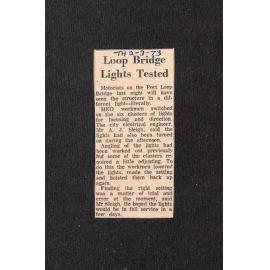 TH 2-3-73
Loop Bridge
Lights Tested
Motorists on the Port Loop
Bridge last night will have
seen the structure in a dif-
ferent light—literally.
MED workmen switched
on the six clusters of lights
for focusing and direction.
The city electrical engineer,
Mr A. J. Sleigh, said the
lights had also been turned
on during the afternoon.
Angling of the lights had
been worked out previously
but some of the clusters re-
quired a little adjusting. To
do this the workmen lowered
the lights, made the setting
and hoisted them back up
again.
Finding the right setting
was a matter of trial and
error at the moment, said
Mr Sleigh. He hoped the lights
would be in full service in a
few days.